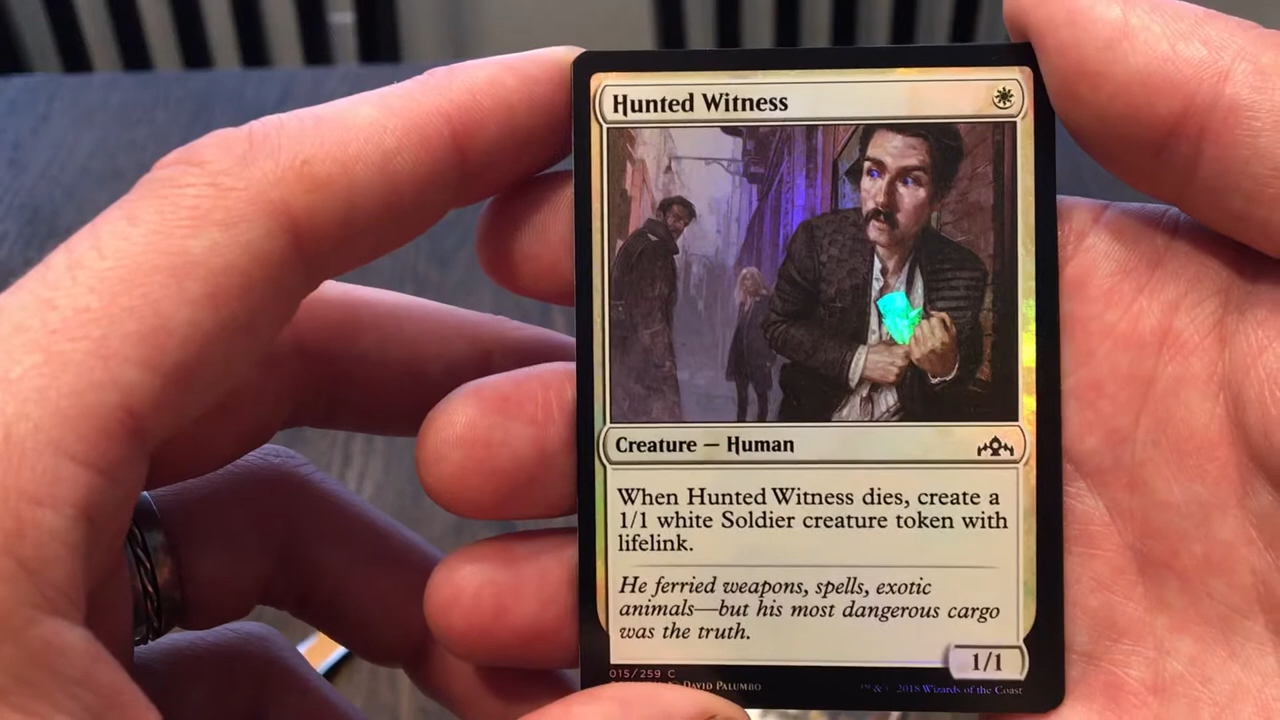 Hunted Witness
Creature — Human
When Hunted Witness dies, create a
1/1 white Soldier creature token with
lifelink.
He ferried weapons, spells, exotic
animals—but his most dangerous cargo
was the truth.
1/1
015/259 C
David Palumbo
™ & © 2018 Wizards of the Coast